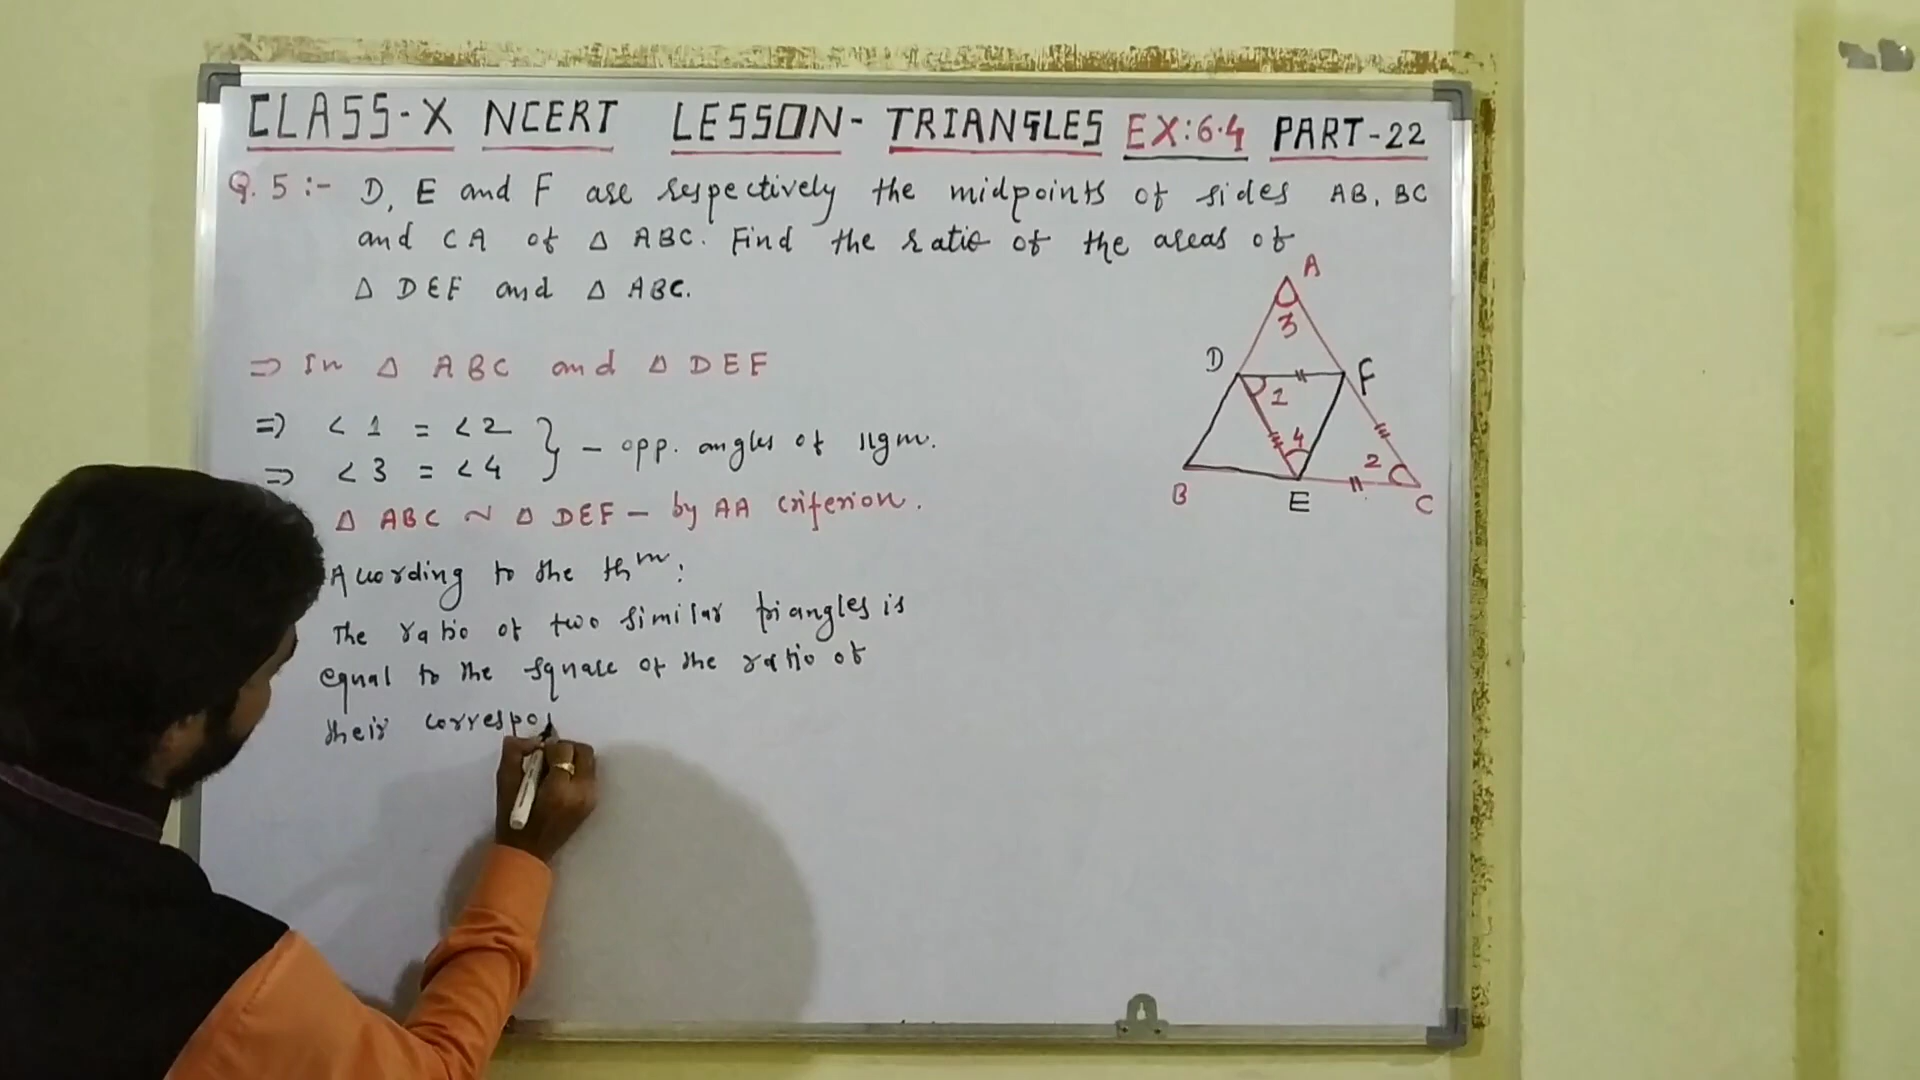 CLASS-X NCERT LESSON- TRIANGLES EX:6.4 PART-22
Q.5:- D, E and F are respectively the midpoints of sides AB, BC
and CA of Δ ABC. Find the ratio of the areas of
Δ DEF and Δ ABC.
A
3
D
F
1
4
2
B
E
C
⇒ In Δ ABC and Δ DEF
⇒ <1 = <2
⇒ <3 = <4 } - opp. angles of 11gm.
Δ ABC ~ Δ DEF - by AA criterion.
According to the thm:
The ratio of two similar triangles is
equal to the square of the ratio of
their correspo